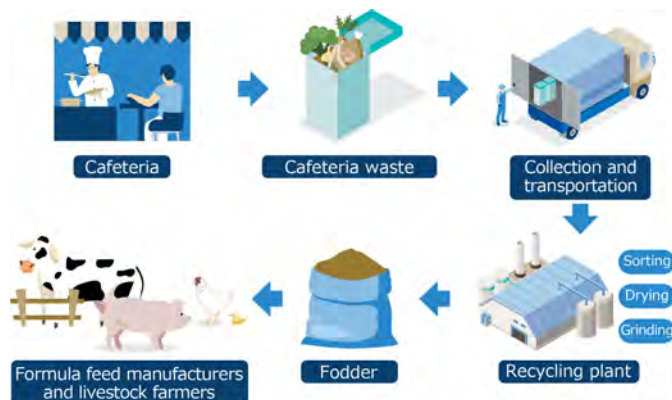 Cafeteria
Cafeteria waste
Collection and
transportation
Sorting
Drying
Grinding
Recycling plant
Fodder
Formula feed manufacturers
and livestock farmers